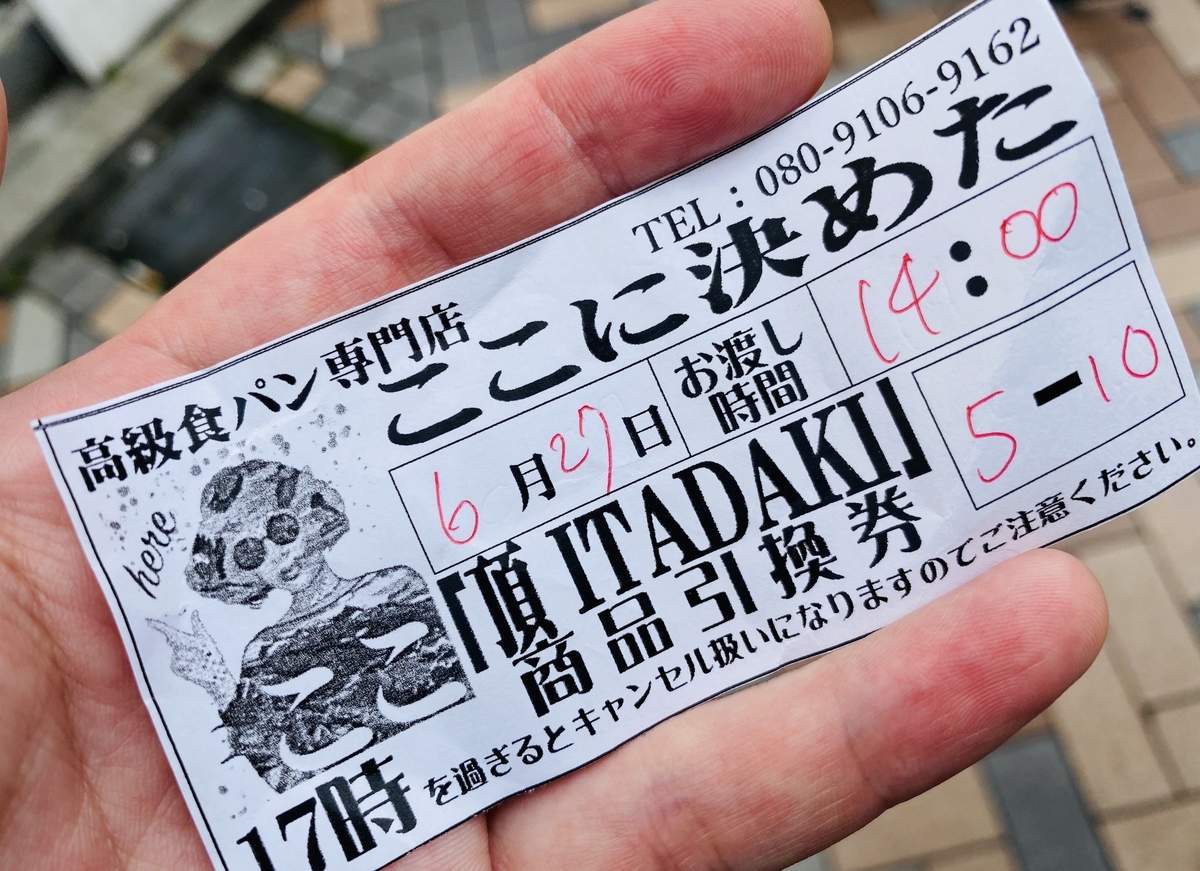 TEL：080-9106-9162
高級食パン専門店 ここに決めた
here
ここ
6月27日 お渡し時間 14：00
「頂 ITADAKI」
商品引換券
5-10
17時を過ぎるとキャンセル扱いになりますのでご注意ください。